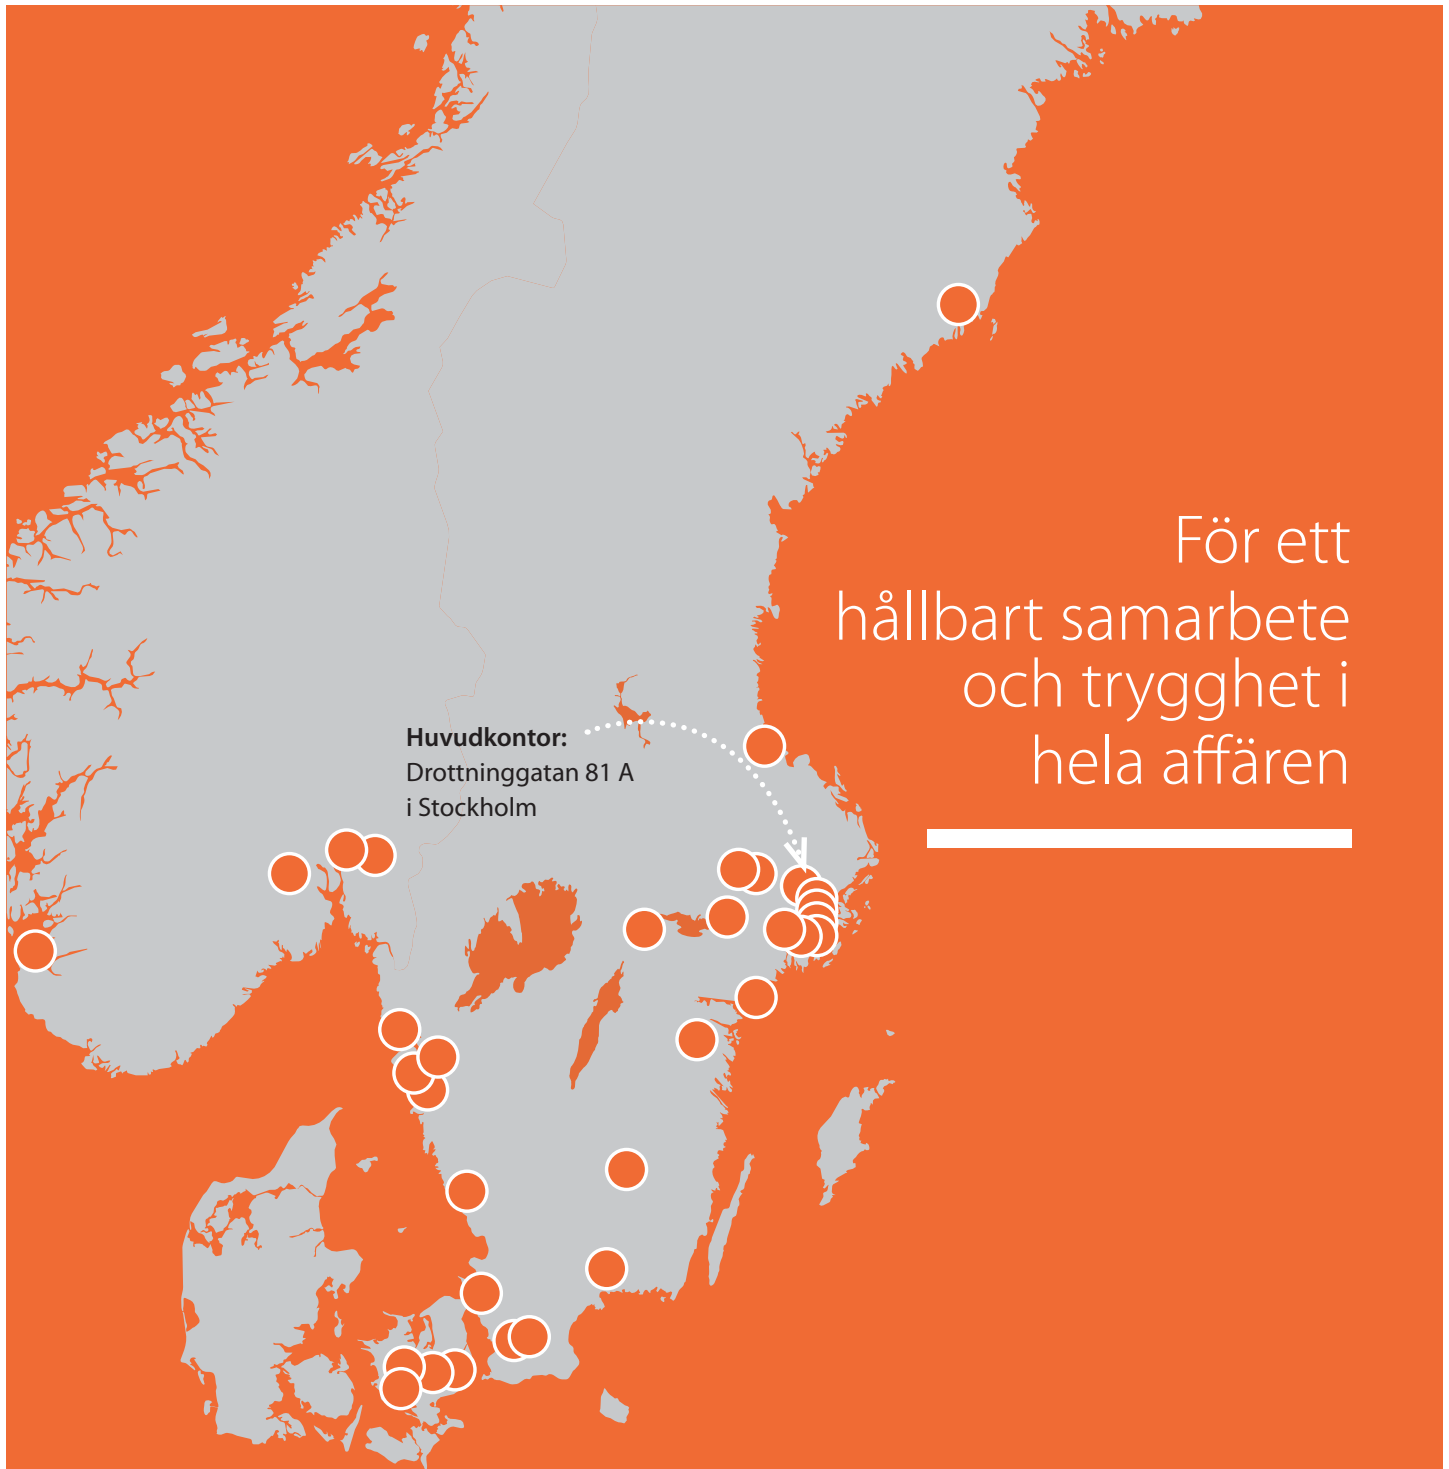 För ett
hållbart samarbete
och trygghet i
hela affären
Huvudkontor:
Drottninggatan 81 A
i Stockholm